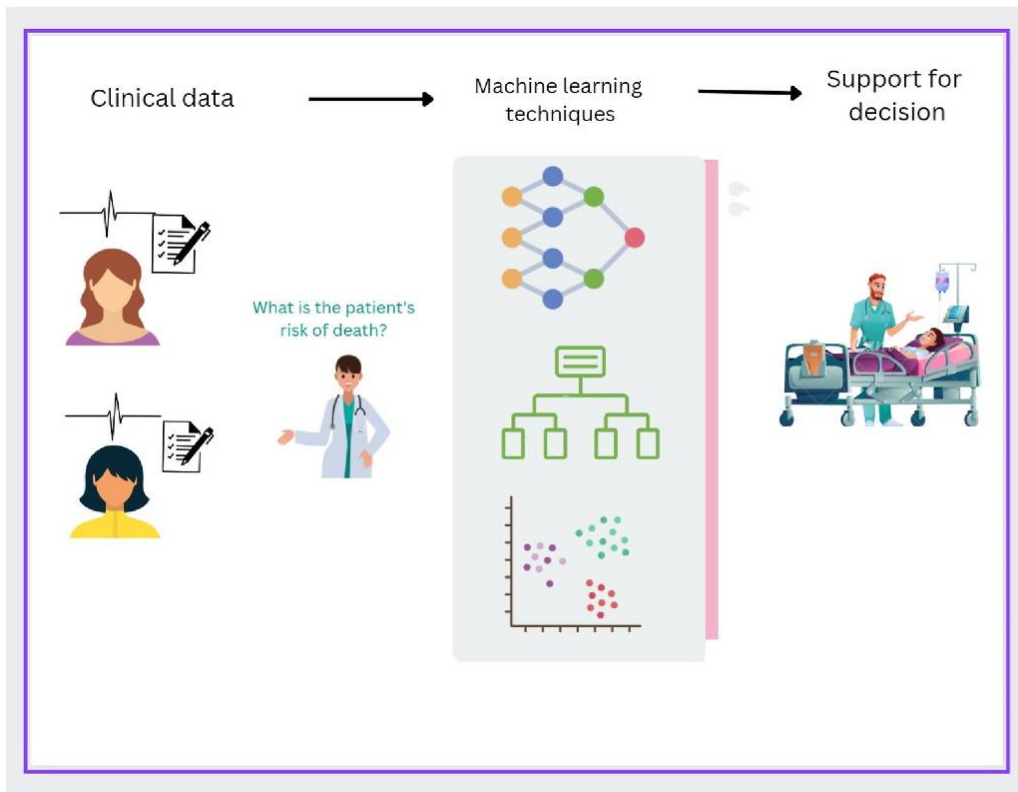 Clinical data
Machine learning
techniques
Support for
decision
What is the patient's
risk of death?